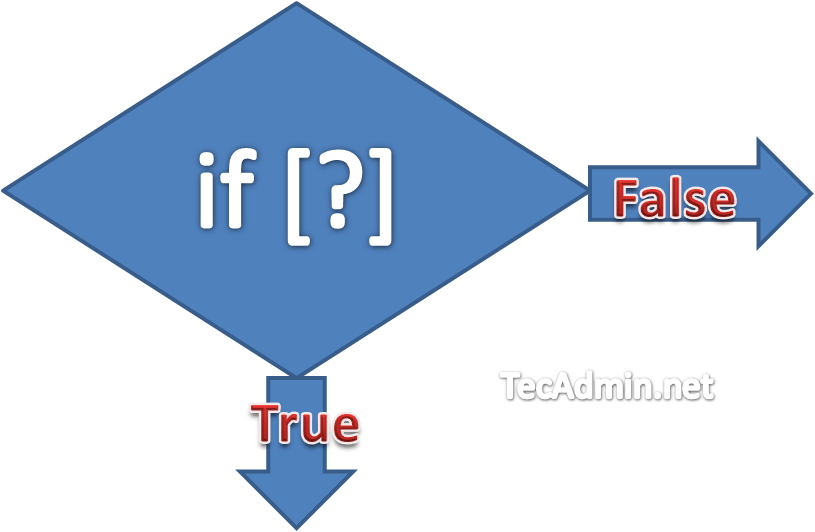 if [?]
False
TecAdmin.net
True